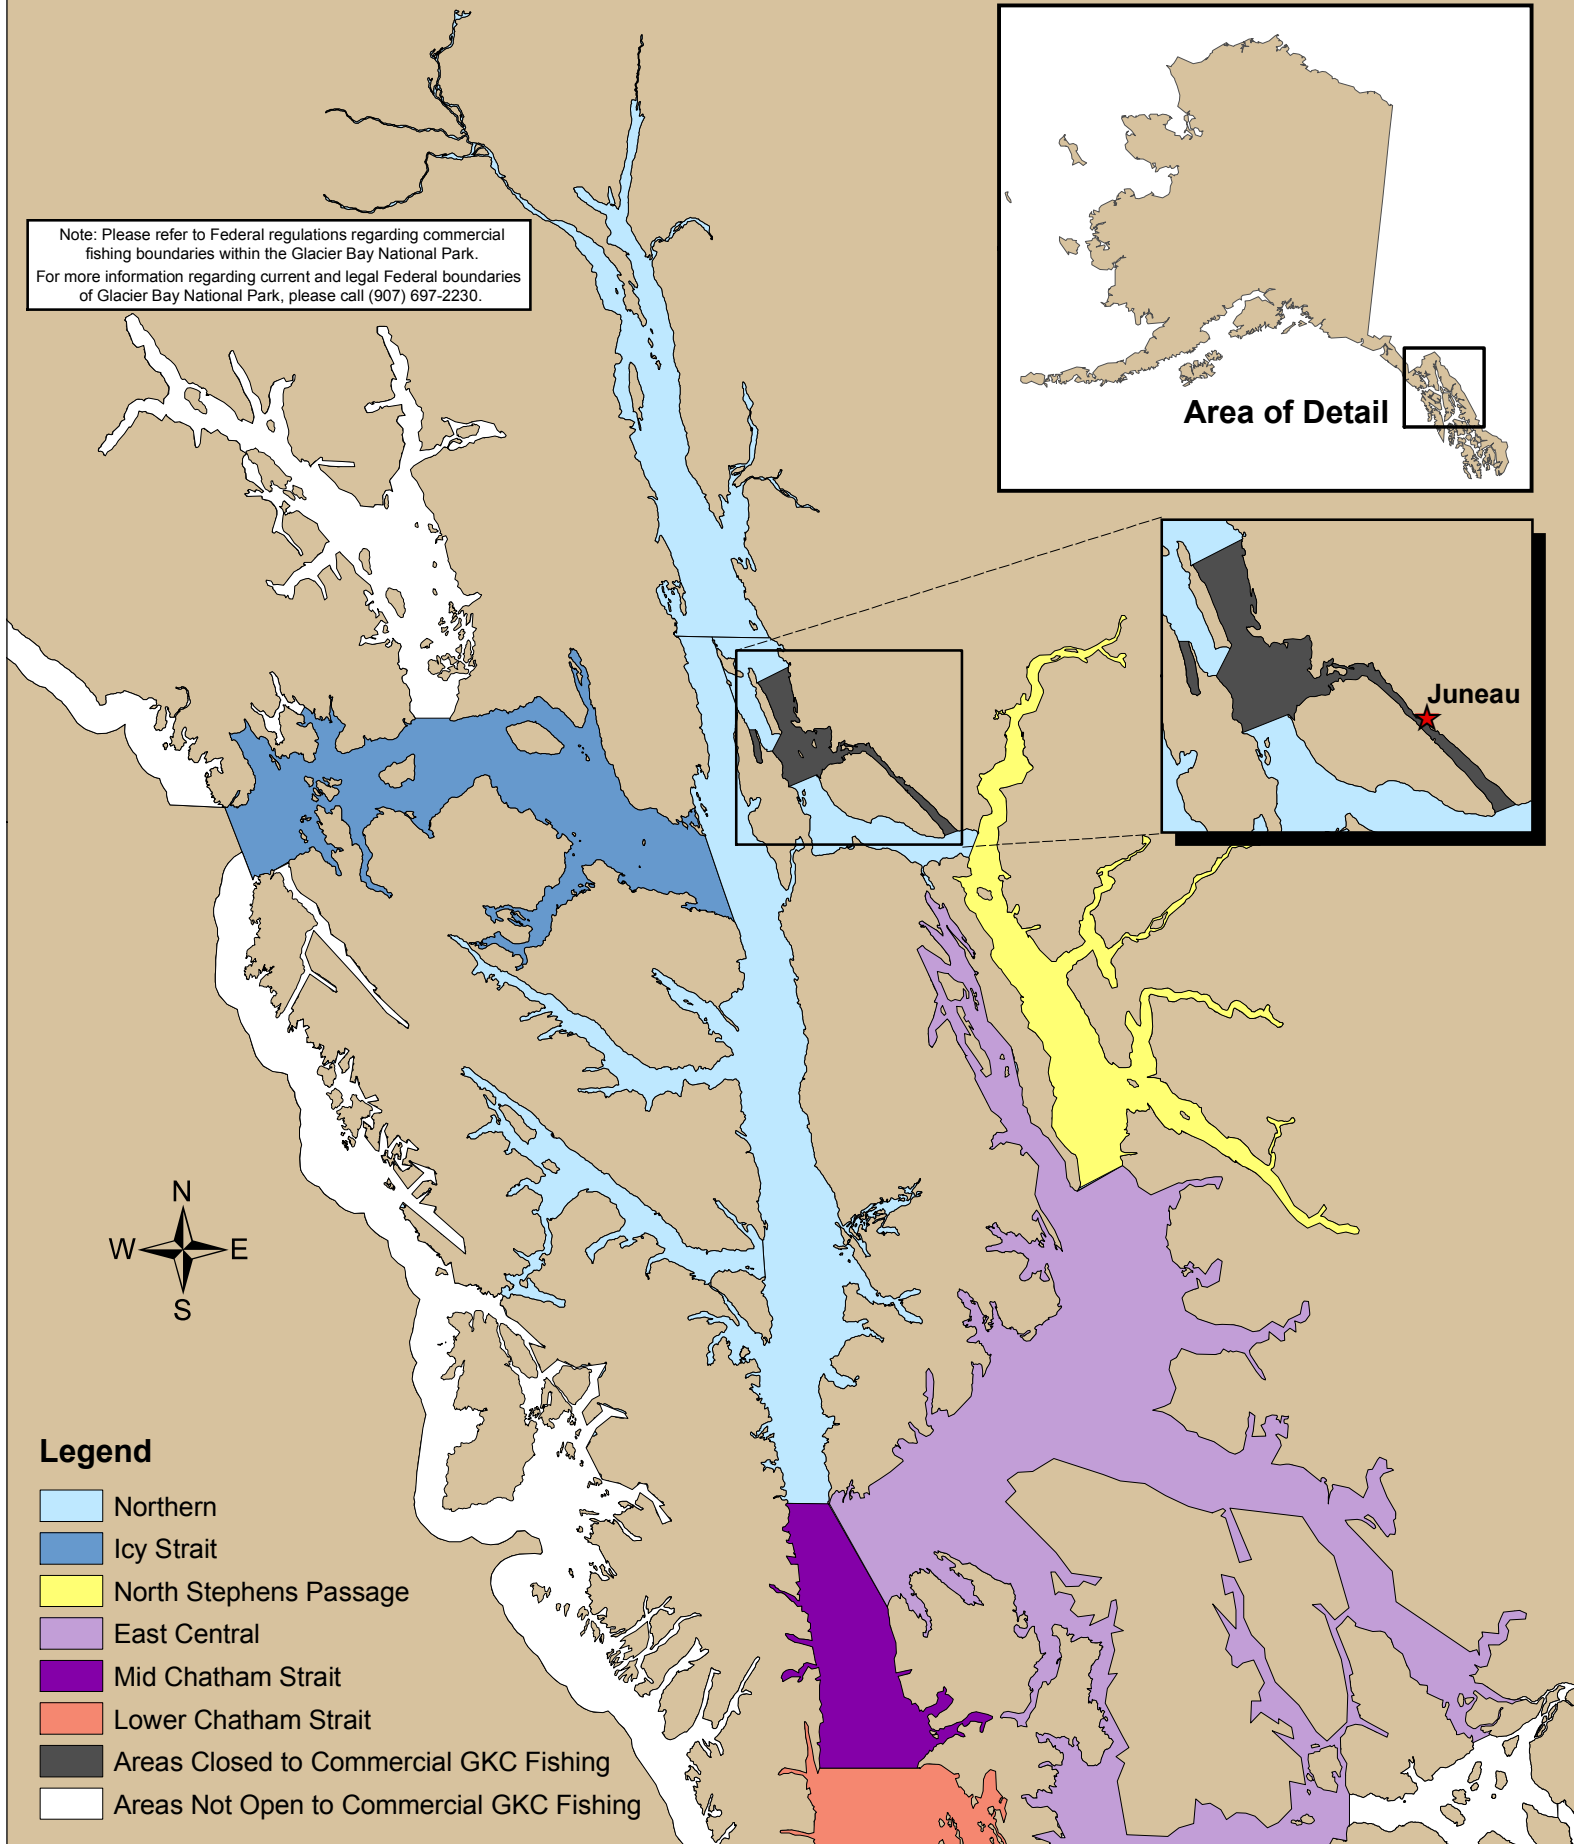 Note: Please refer to Federal regulations regarding commercial
fishing boundaries within the Glacier Bay National Park.
For more information regarding current and legal Federal boundaries
of Glacier Bay National Park, please call (907) 697-2230.
Area of Detail
Juneau
N
W E
S
Legend
Northern
Icy Strait
North Stephens Passage
East Central
Mid Chatham Strait
Lower Chatham Strait
Areas Closed to Commercial GKC Fishing
Areas Not Open to Commercial GKC Fishing